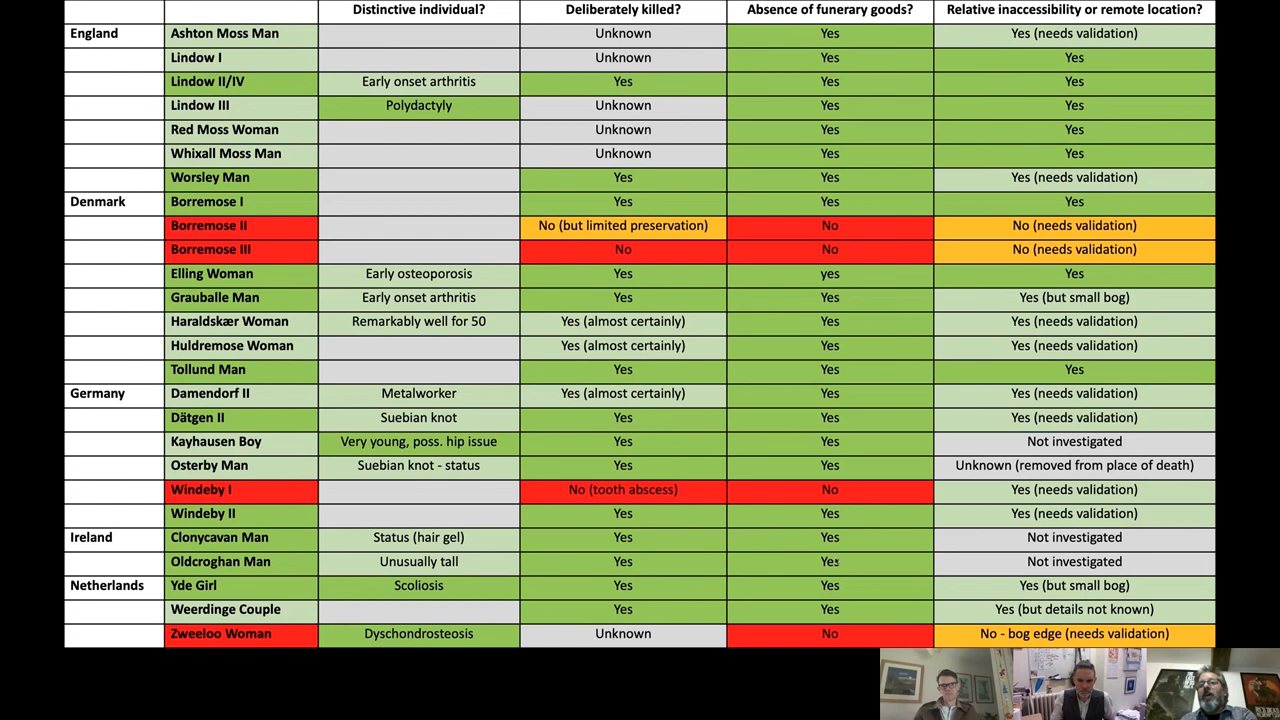 Distinctive individual? Deliberately killed? Absence of funerary goods? Relative inaccessibility or remote location?
England Ashton Moss Man Unknown Yes Yes (needs validation)
Lindow I Unknown Yes Yes
Lindow II/IV Early onset arthritis Yes Yes Yes
Lindow III Polydactyly Unknown Yes Yes
Red Moss Woman Unknown Yes Yes
Whixall Moss Man Unknown Yes Yes
Worsley Man Yes Yes Yes (needs validation)
Denmark Borremose I Yes Yes Yes
Borremose II No (but limited preservation) No No (needs validation)
Borremose III No No No (needs validation)
Elling Woman Early osteoporosis Yes yes Yes
Grauballe Man Early onset arthritis Yes Yes Yes (but small bog)
Haraldskær Woman Remarkably well for 50 Yes (almost certainly) Yes Yes (needs validation)
Huldremose Woman Yes (almost certainly) Yes Yes (needs validation)
Tollund Man Yes Yes Yes
Germany Damendorf II Metalworker Yes (almost certainly) Yes Yes (needs validation)
Dätgen II Suebian knot Yes Yes Yes (needs validation)
Kayhausen Boy Very young, poss. hip issue Yes Yes Not investigated
Osterby Man Suebian knot - status Yes Yes Unknown (removed from place of death)
Windeby I No (tooth abscess) No Yes (needs validation)
Windeby II Yes Yes Yes (needs validation)
Ireland Clonycavan Man Status (hair gel) Yes Yes Not investigated
Oldcroghan Man Unusually tall Yes Yes Not investigated
Netherlands Yde Girl Scoliosis Yes Yes Yes (but small bog)
Weerdinge Couple Yes Yes Yes (but details not known)
Zweeloo Woman Dyschondrosteosis Unknown No No - bog edge (needs validation)